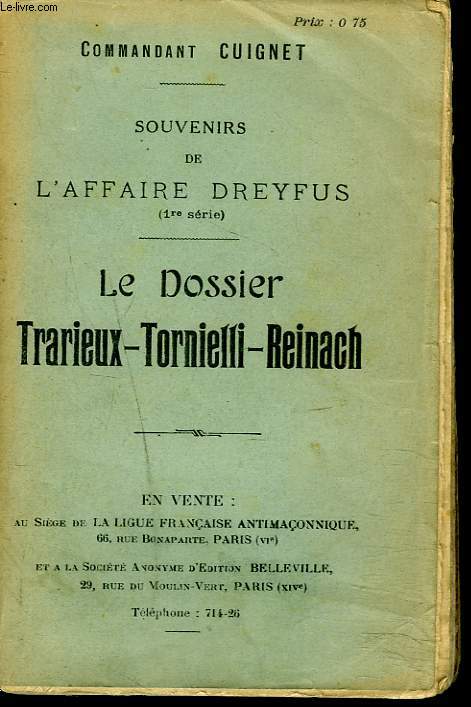 Le-livre.com
Prix : 0 75
COMMANDANT CUIGNET
SOUVENIRS
DE
L'AFFAIRE DREYFUS
(1re série)
Le Dossier
Trarieux-Tornielli-Reinach
EN VENTE :
AU SIÈGE DE LA LIGUE FRANÇAISE ANTIMAÇONNIQUE,
66, RUE BONAPARTE, PARIS (VIe)
ET A LA SOCIÉTÉ ANONYME D'EDITION BELLEVILLE,
29, RUE DU MOULIN-VERT, PARIS (XIVe)
Téléphone : 714-26